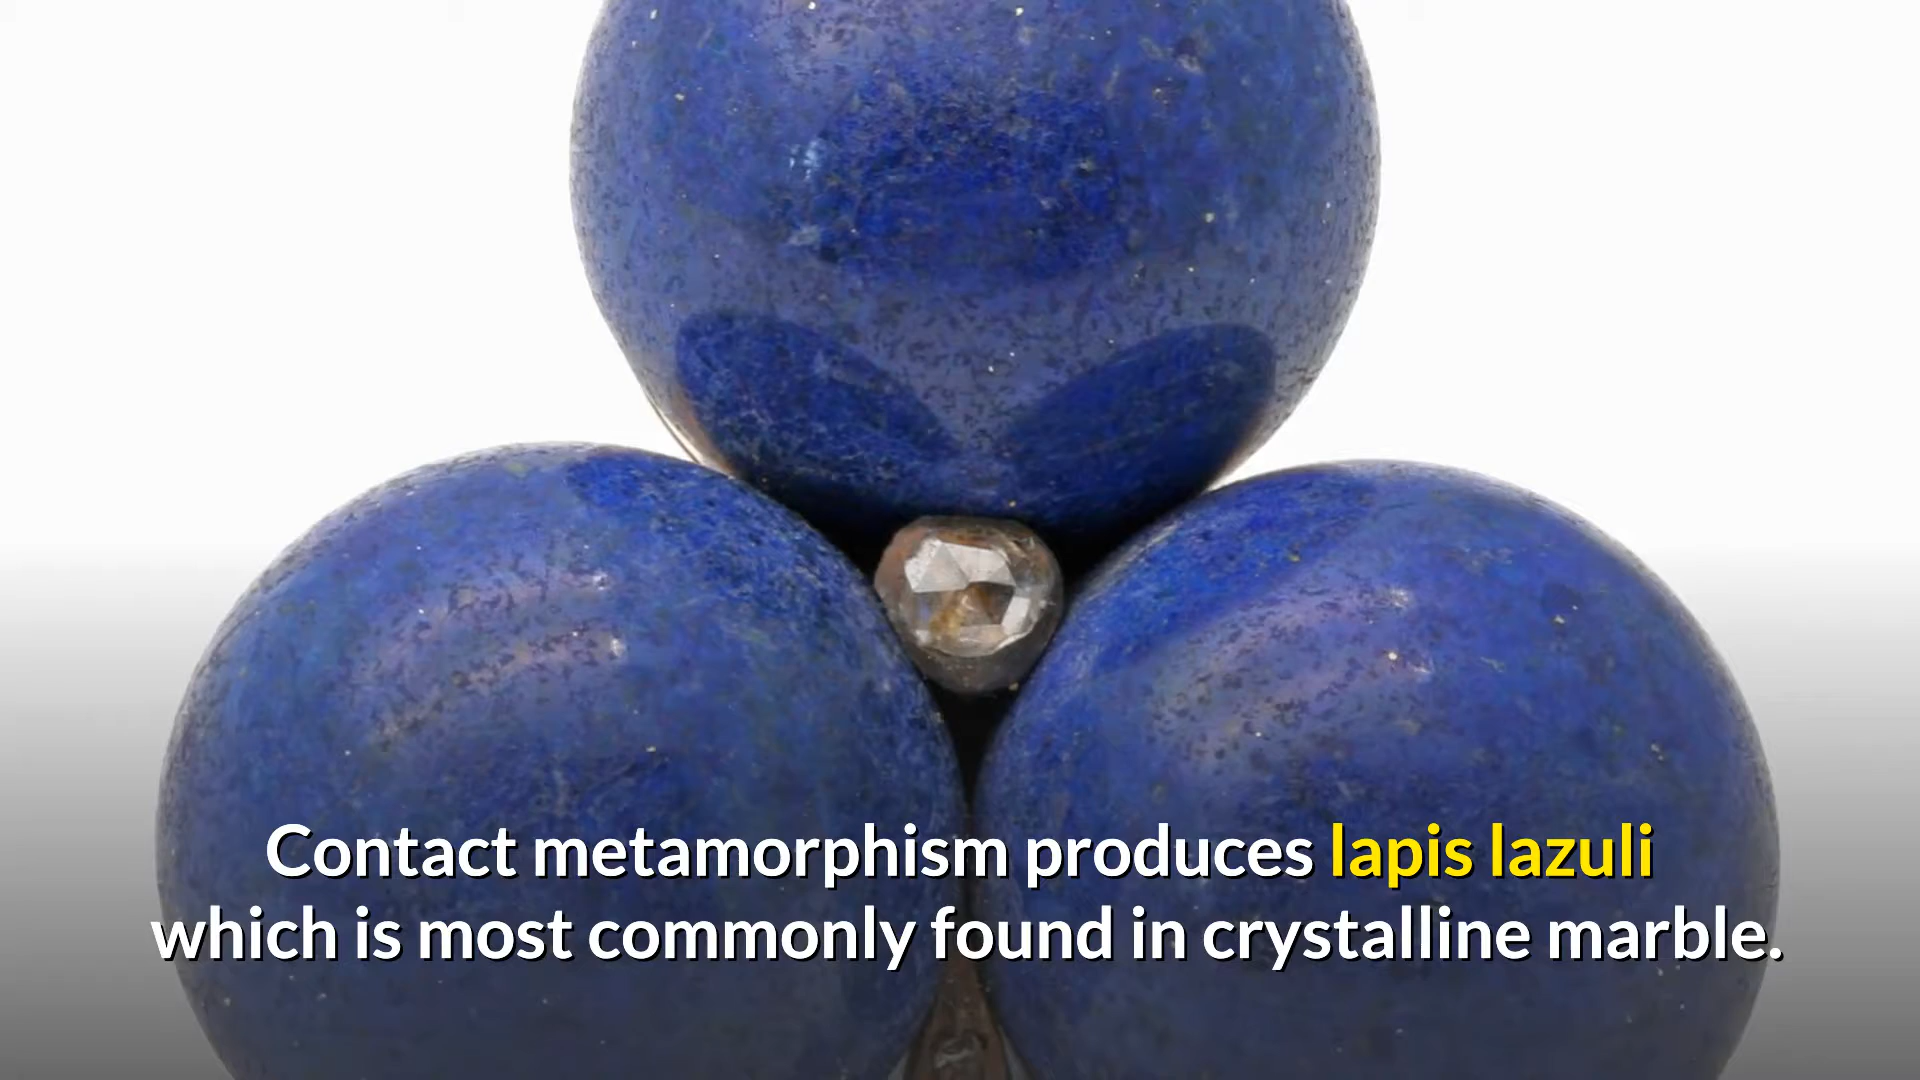 Contact metamorphism produces lapis lazuli
which is most commonly found in crystalline marble.